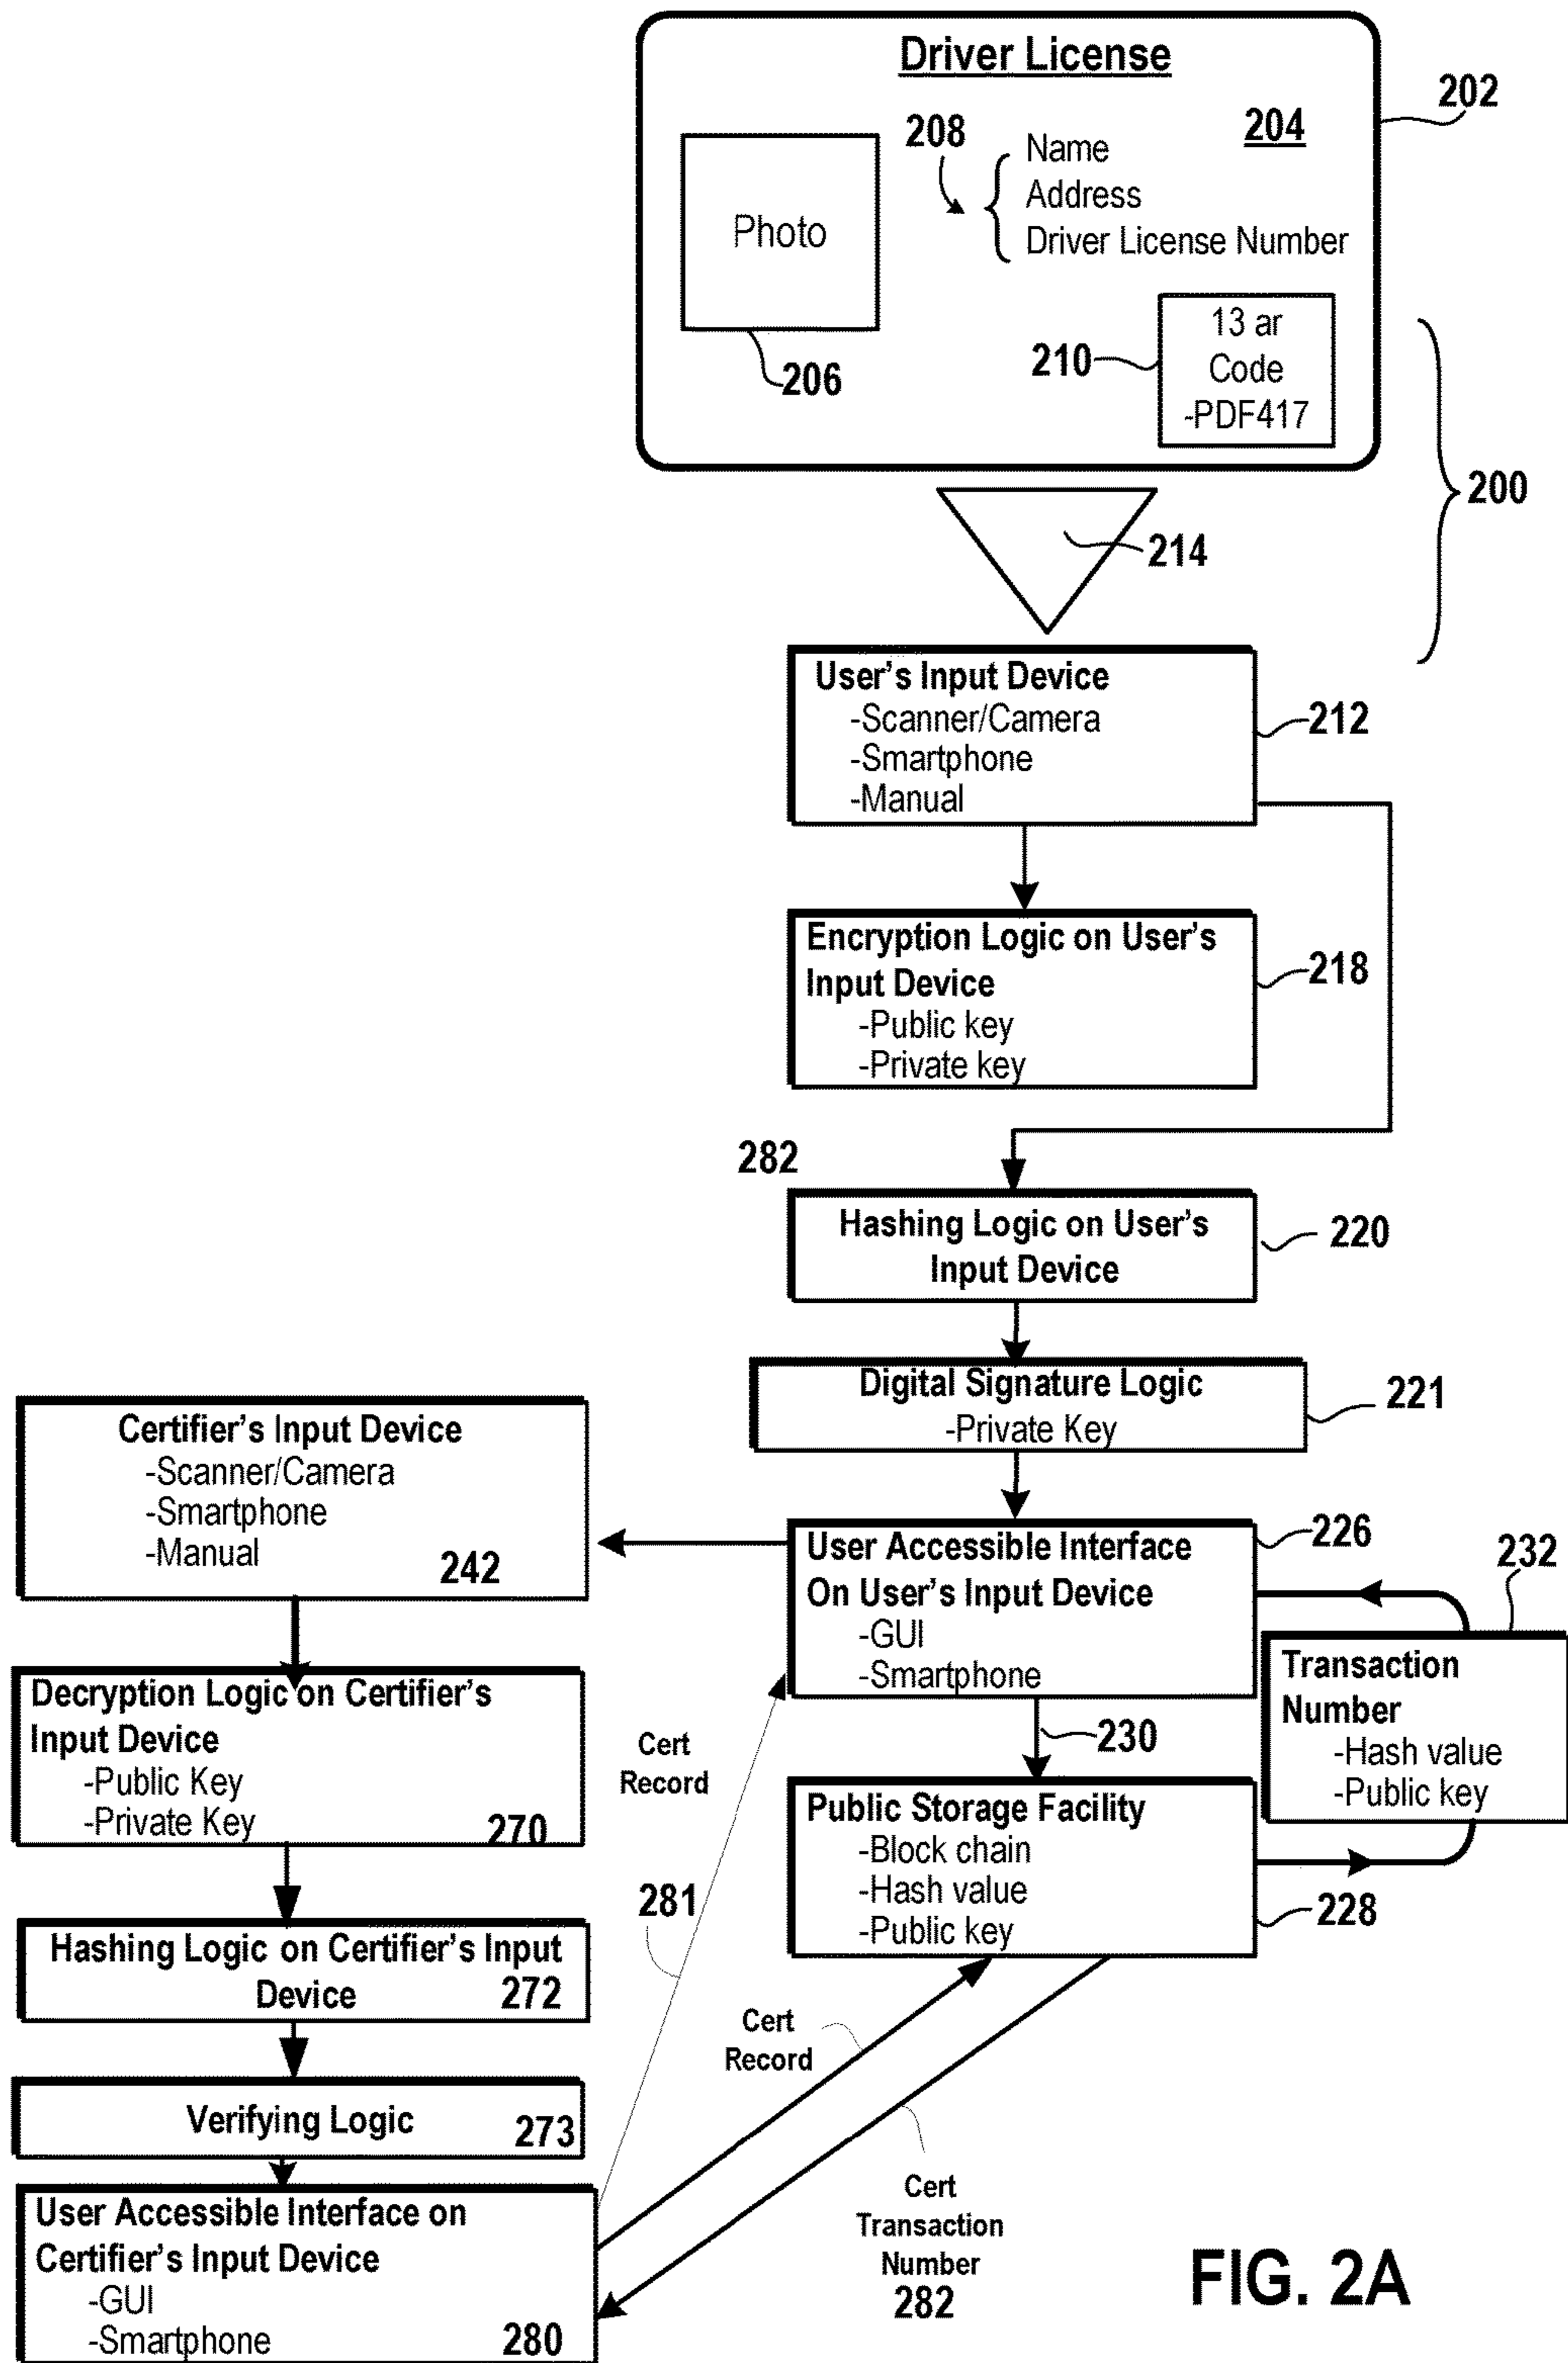 Driver License
202
204
208
Name
Address
Driver License Number
Photo
206
210
13 ar
Code
-PDF417
200
214
User's Input Device
-Scanner/Camera
-Smartphone
-Manual
212
Encryption Logic on User's
Input Device
-Public key
-Private key
218
282
Hashing Logic on User's
Input Device
220
Digital Signature Logic
-Private Key
221
Certifier's Input Device
-Scanner/Camera
-Smartphone
-Manual
242
User Accessible Interface
On User's Input Device
-GUI
-Smartphone
226
232
Transaction
Number
-Hash value
-Public key
230
Decryption Logic on Certifier's
Input Device
-Public Key
-Private Key
270
Cert
Record
281
Public Storage Facility
-Block chain
-Hash value
-Public key
228
Hashing Logic on Certifier's Input
Device
272
Cert
Record
Verifying Logic
273
User Accessible Interface on
Certifier's Input Device
-GUI
-Smartphone
280
Cert
Transaction
Number
282
FIG. 2A